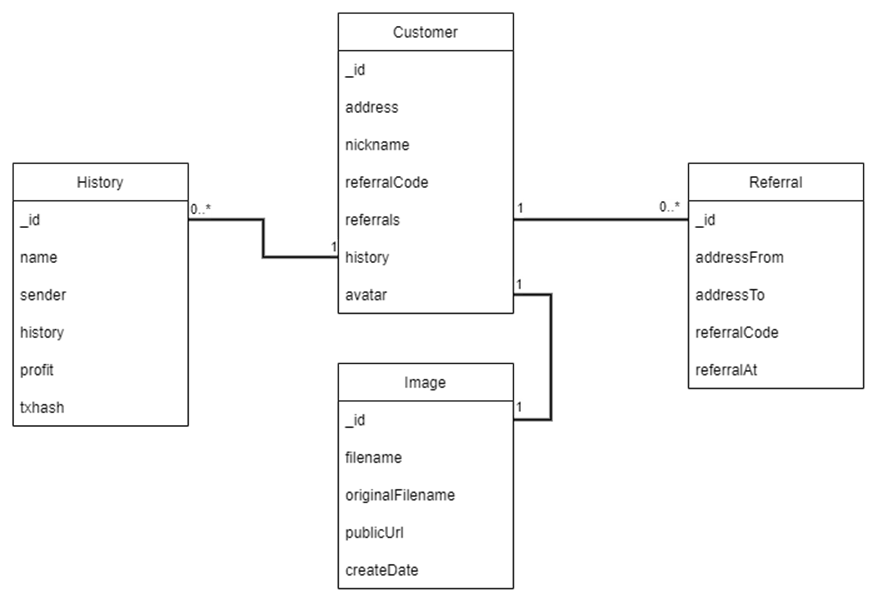 Customer
_id
address
nickname
referralCode
referrals
history
avatar
History
_id
name
sender
history
profit
txhash
0..*
1
1
0..*
Referral
_id
addressFrom
addressTo
referralCode
referralAt
1
1
Image
_id
filename
originalFilename
publicUrl
createDate